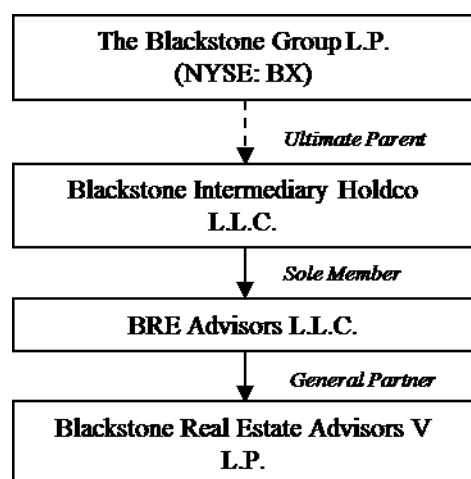 The Blackstone Group L.P.
(NYSE: BX)
Ultimate Parent
Blackstone Intermediary Holdco
L.L.C.
Sole Member
BRE Advisors L.L.C.
General Partner
Blackstone Real Estate Advisors V
L.P.